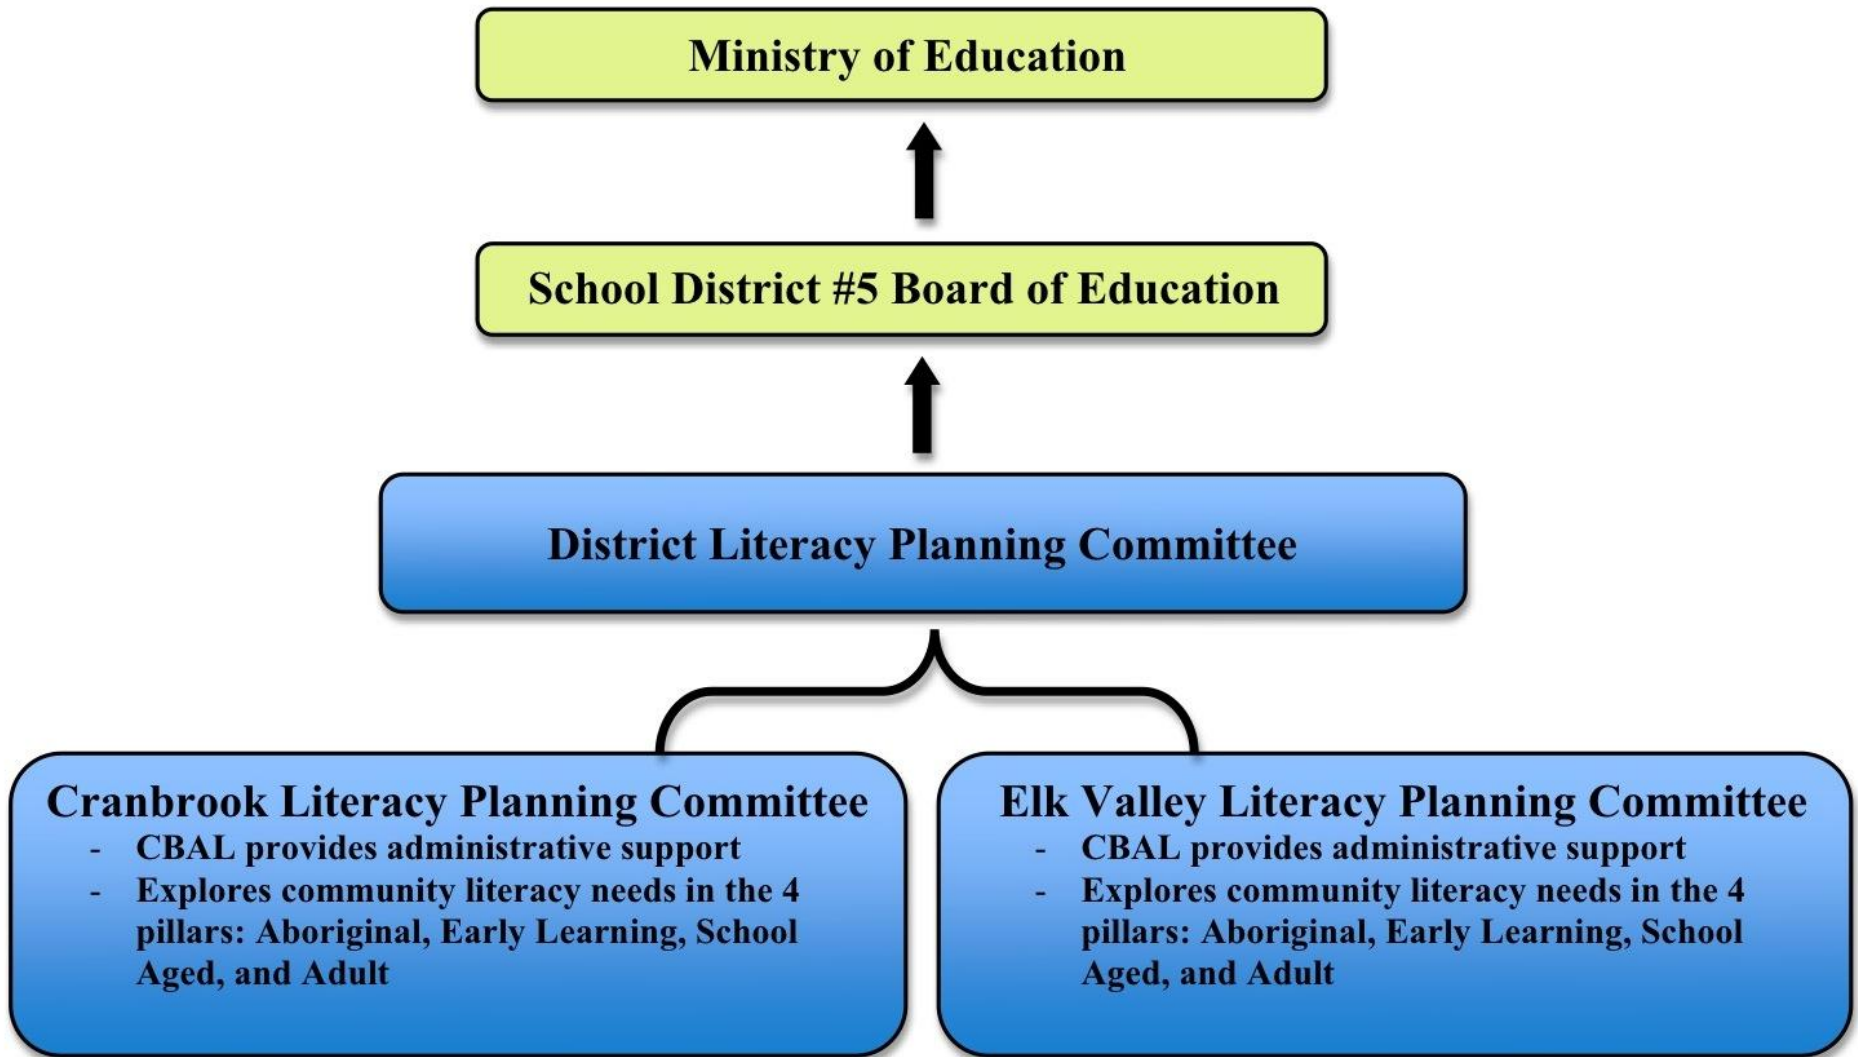 Ministry of Education
School District #5 Board of Education
District Literacy Planning Committee
Cranbrook Literacy Planning Committee
- CBAL provides administrative support
- Explores community literacy needs in the 4
pillars: Aboriginal, Early Learning, School
Aged, and Adult
Elk Valley Literacy Planning Committee
- CBAL provides administrative support
- Explores community literacy needs in the 4
pillars: Aboriginal, Early Learning, School
Aged, and Adult